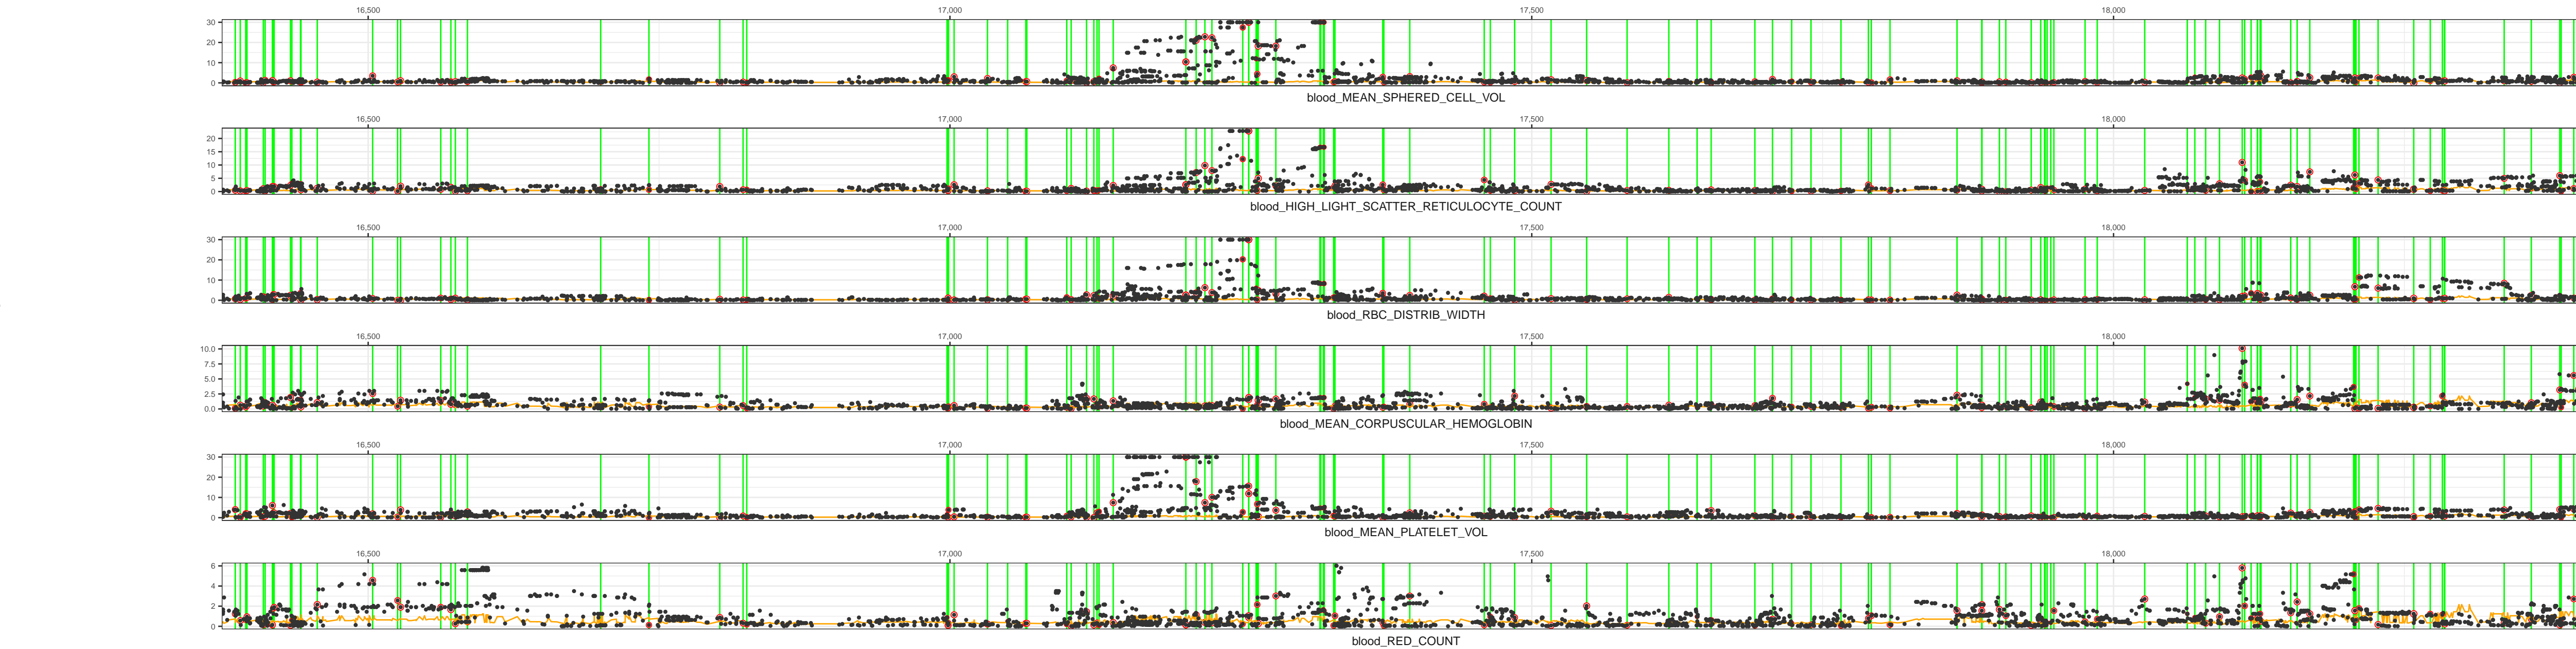 16,500 17,000 17,500 18,000
30
20
10
0
blood_MEAN_SPHERED_CELL_VOL
16,500 17,000 17,500 18,000
20
15
10
5
0
blood_HIGH_LIGHT_SCATTER_RETICULOCYTE_COUNT
16,500 17,000 17,500 18,000
30
20
10
0
blood_RBC_DISTRIB_WIDTH
16,500 17,000 17,500 18,000
10.0
7.5
5.0
2.5
0.0
blood_MEAN_CORPUSCULAR_HEMOGLOBIN
16,500 17,000 17,500 18,000
30
20
10
0
blood_MEAN_PLATELET_VOL
16,500 17,000 17,500 18,000
6
4
2
0
blood_RED_COUNT